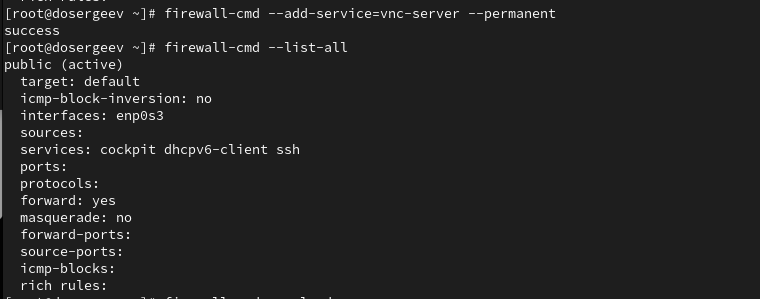 [root@dosergeev ~]# firewall-cmd --add-service=vnc-server --permanent
success
[root@dosergeev ~]# firewall-cmd --list-all
public (active)
  target: default
  icmp-block-inversion: no
  interfaces: enp0s3
  sources:
  services: cockpit dhcpv6-client ssh
  ports:
  protocols:
  forward: yes
  masquerade: no
  forward-ports:
  source-ports:
  icmp-blocks:
  rich rules: